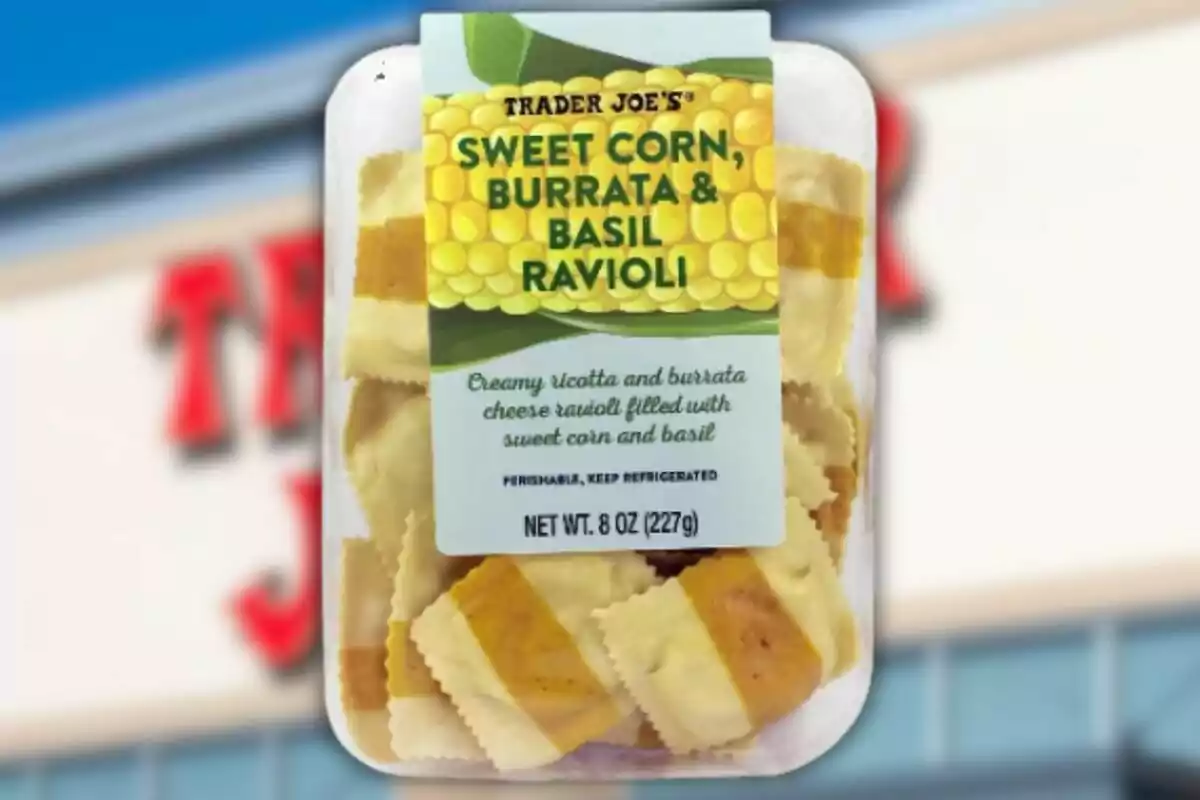 TRADER JOE'S®
SWEET CORN,
BURRATA &
BASIL
RAVIOLI
Creamy ricotta and burrata
cheese ravioli filled with
sweet corn and basil
PERISHABLE, KEEP REFRIGERATED
NET WT. 8 OZ (227g)
TR
J